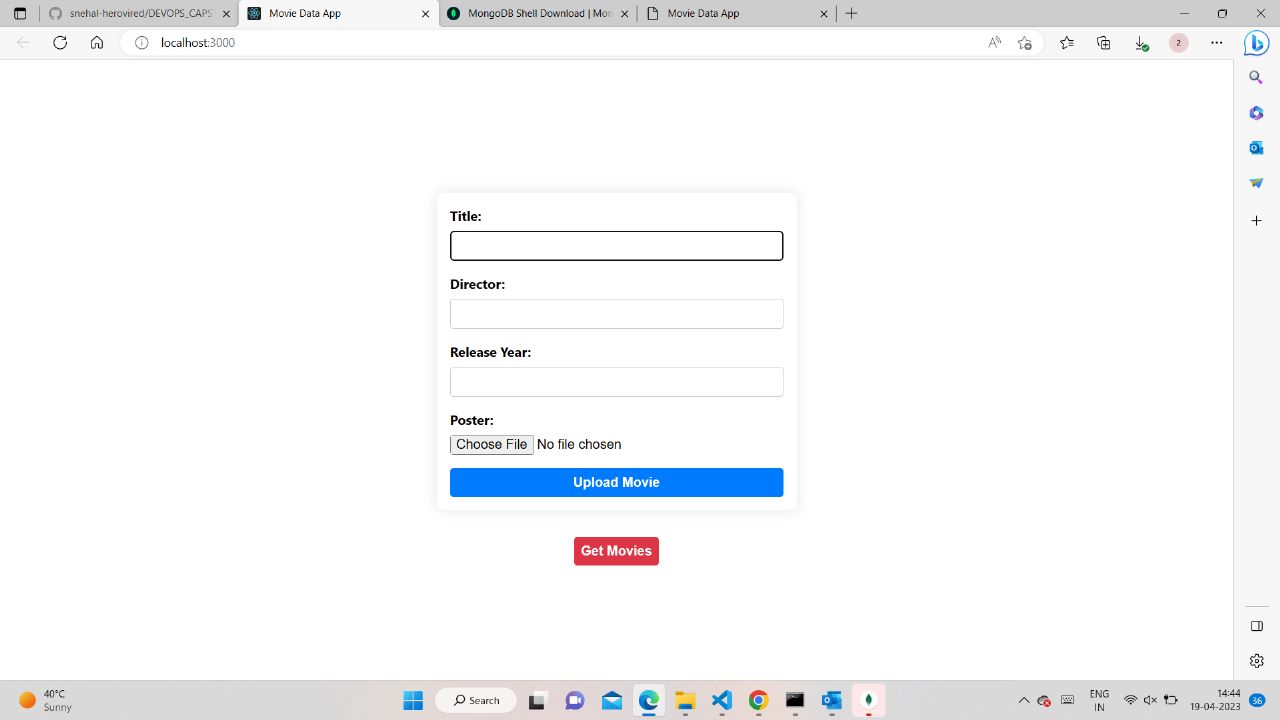 snehal-herovired/DEVOPS_CAPS
Movie Data App
MongoDB Shell Download | Mon
Movie Data App
localhost:3000
2
Title:
Director:
Release Year:
Poster:
Choose File No file chosen
Upload Movie
Get Movies
40°C
Sunny
Search
ENG
IN
19-04-2023
36